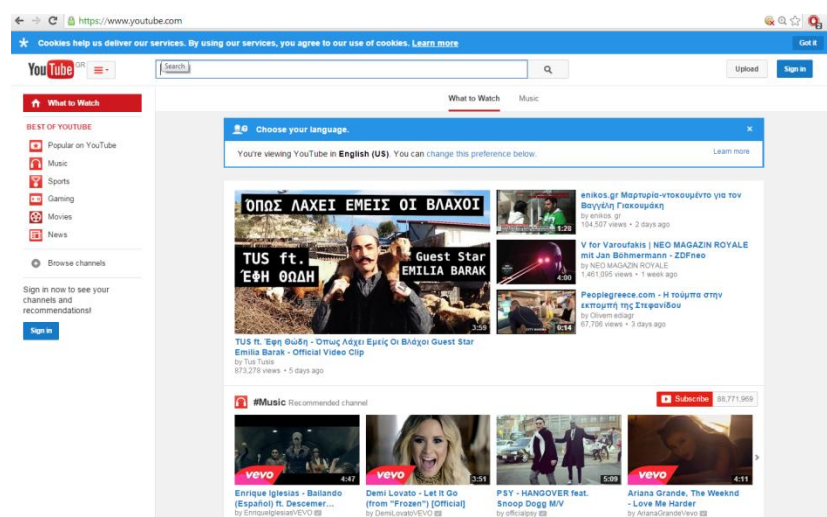 https://www.youtube.com
Cookies help us deliver our services. By using our services, you agree to our use of cookies. Learn more
Got it
YouTube GR
Search
Upload
Sign in
What to Watch
Music
What to Watch
BEST OF YOUTUBE
Popular on YouTube
Music
Sports
Gaming
Movies
News
Browse channels
Sign in now to see your
channels and
recommendations!
Sign in
Choose your language.
×
You're viewing YouTube in English (US). You can change this preference below.
Learn more
ΌΠΩΣ ΛΑΧΕΙ ΕΜΕΙΣ ΟΙ ΒΛΑΧΟΙ
TUS ft.
ΈΦΗ ΘΩΔΗ
Guest Star
EMILIA BARAK
3:59
TUS ft. Έφη Θώδη - Όπως Λάχει Εμείς Οι Βλάχοι Guest Star
Emilia Barak - Official Video Clip
by Tus Tusis
873,278 views • 5 days ago
1:28
enikos.gr Μαρτυρία-ντοκουμέντο για τον
Βαγγέλη Γιακουμάκη
by enikos. gr
104,507 views • 2 days ago
4:00
V for Varoufakis | NEO MAGAZIN ROYALE
mit Jan Böhmermann - ZDFneo
by NEO MAGAZIN ROYALE
1,461,895 views • 1 week ago
0:14
Peoplegreece.com - Η τούμπα στην
εκπομπή της Στεφανίδου
by Olivem ediagr
67,706 views • 3 days ago
#Music Recommended channel
Subscribe
88,771,969
vevo
4:47
Enrique Iglesias - Bailando
(Español) ft. Descemer...
by EnriqueIglesiasVEVO
vevo
3:51
Demi Lovato - Let It Go
(from "Frozen") [Official]
by DemiLovatoVEVO
5:09
PSY - HANGOVER feat.
Snoop Dogg M/V
by officialpsy
vevo
4:11
Ariana Grande, The Weeknd
- Love Me Harder
by ArianaGrandeVevo